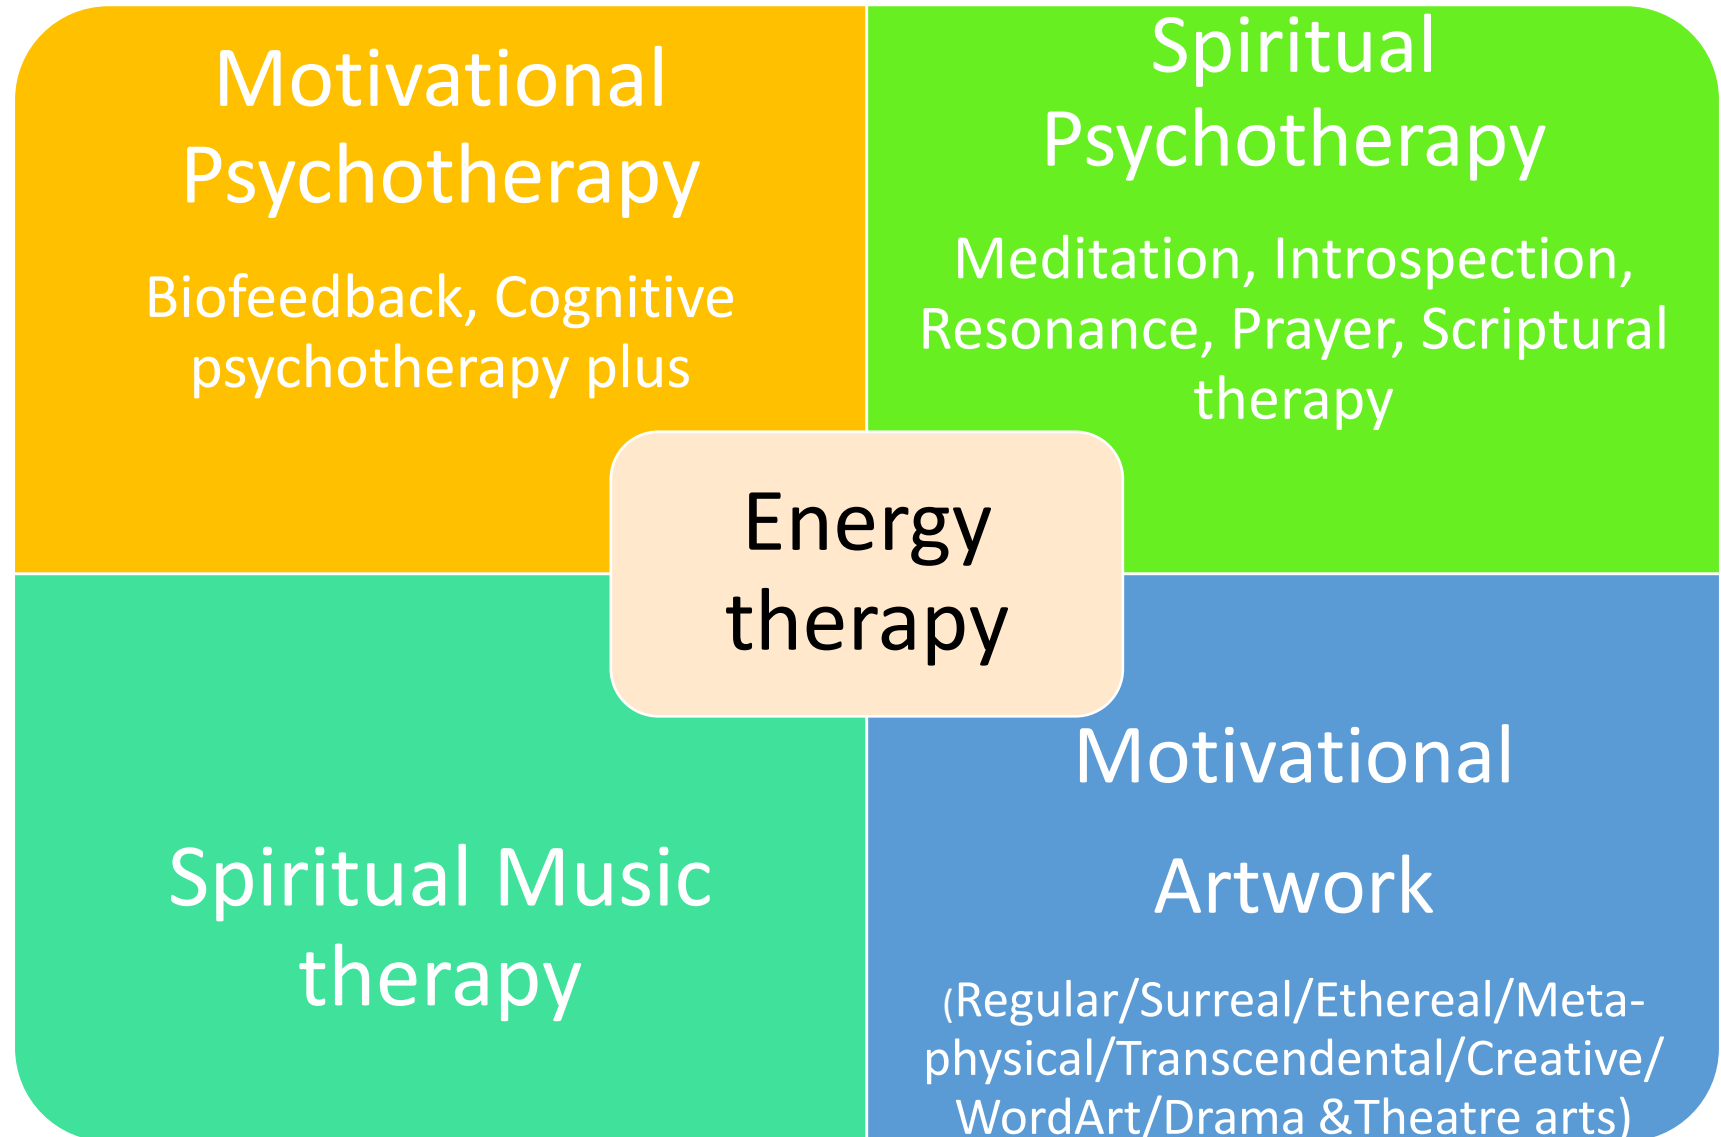 Motivational
Psychotherapy
Biofeedback, Cognitive
psychotherapy plus
Spiritual
Psychotherapy
Meditation, Introspection,
Resonance, Prayer, Scriptural
therapy
Energy
therapy
Spiritual Music
therapy
Motivational
Artwork
(Regular/Surreal/Ethereal/Meta-
physical/Transcendental/Creative/
WordArt/Drama &Theatre arts)